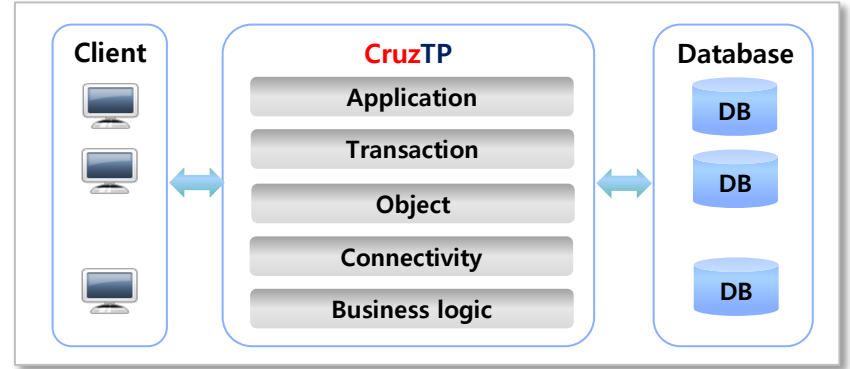 Client
CruzTP
Database
Application
Transaction
Object
Connectivity
Business logic
DB
DB
DB